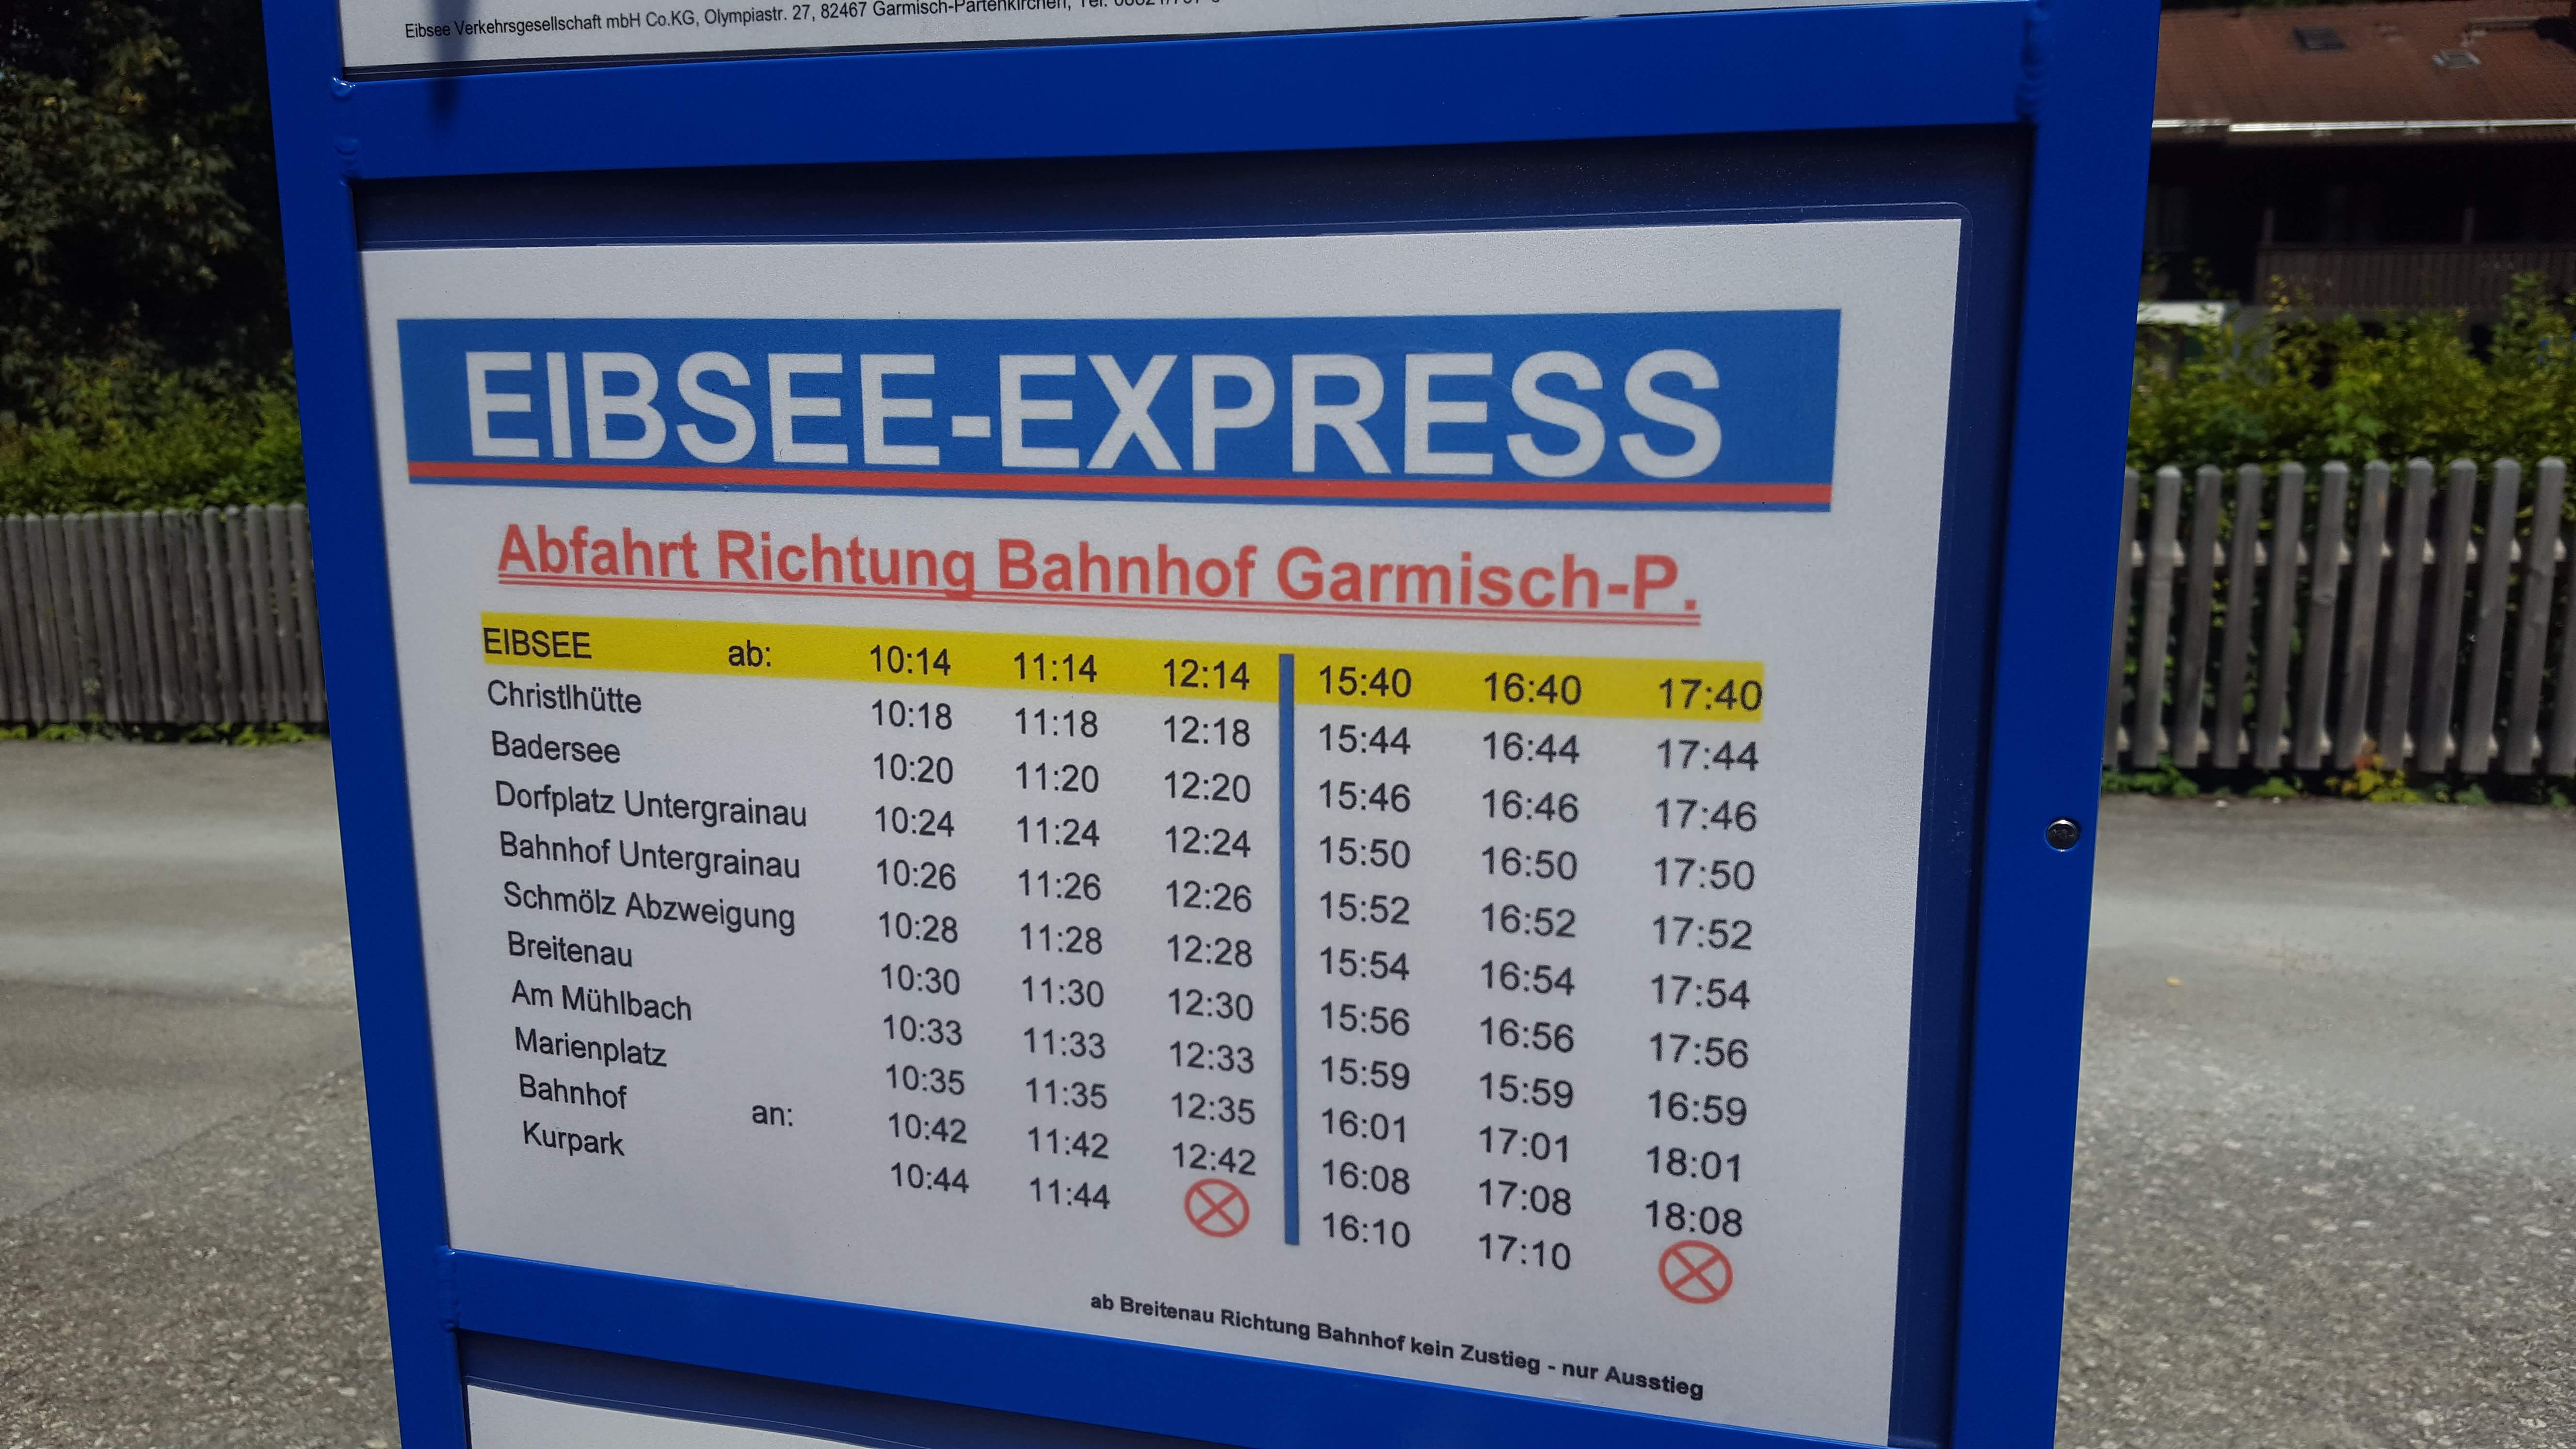 Eibsee Verkehrsgesellschaft mbH Co.KG, Olympiastr. 27, 82467 Garmisch-Partenkirchen, Tel.
EIBSEE-EXPRESS
Abfahrt Richtung Bahnhof Garmisch-P.
EIBSEE ab: 10:14 11:14 12:14 15:40 16:40 17:40
Christlhütte 10:18 11:18 12:18 15:44 16:44 17:44
Badersee 10:20 11:20 12:20 15:46 16:46 17:46
Dorfplatz Untergrainau 10:24 11:24 12:24 15:50 16:50 17:50
Bahnhof Untergrainau 10:26 11:26 12:26 15:52 16:52 17:52
Schmölz Abzweigung 10:28 11:28 12:28 15:54 16:54 17:54
Breitenau 10:30 11:30 12:30 15:56 16:56 17:56
Am Mühlbach 10:33 11:33 12:33 15:59 15:59 16:59
Marienplatz 10:35 11:35 12:35 16:01 17:01 18:01
Bahnhof an: 10:42 11:42 12:42 16:08 17:08 18:08
Kurpark 10:44 11:44 16:10 17:10
ab Breitenau Richtung Bahnhof kein Zustieg - nur Ausstieg